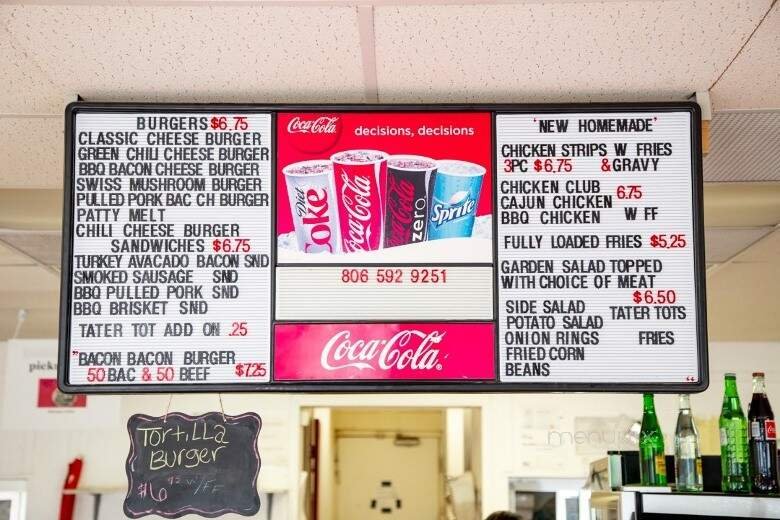 BURGERS $6.75
CLASSIC CHEESE BURGER
GREEN CHILI CHEESE BURGER
BBQ BACON CHEESE BURGER
SWISS MUSHROOM BURGER
PULLED PORK BAC CH BURGER
PATTY MELT
CHILI CHEESE BURGER
SANDWICHES $6.75
TURKEY AVACADO BACON SND
SMOKED SAUSAGE SND
BBQ PULLED PORK SND
BBQ BRISKET SND
TATER TOT ADD ON .25
"BACON BACON BURGER
50 BAC & 50 BEEF $7.25
Coca-Cola decisions, decisions
Diet Coke
Coca-Cola
Coca-Cola zero
Sprite
806 592 9251
Coca-Cola
'NEW HOMEMADE'
CHICKEN STRIPS W FRIES
3PC $6.75 & GRAVY
CHICKEN CLUB
CAJUN CHICKEN 6.75
BBQ CHICKEN W FF
FULLY LOADED FRIES $5.25
GARDEN SALAD TOPPED
WITH CHOICE OF MEAT
$6.50
SIDE SALAD TATER TOTS
POTATO SALAD
ONION RINGS FRIES
FRIED CORN
BEANS
"
TorTiLLa
Burger
$6 w/FF